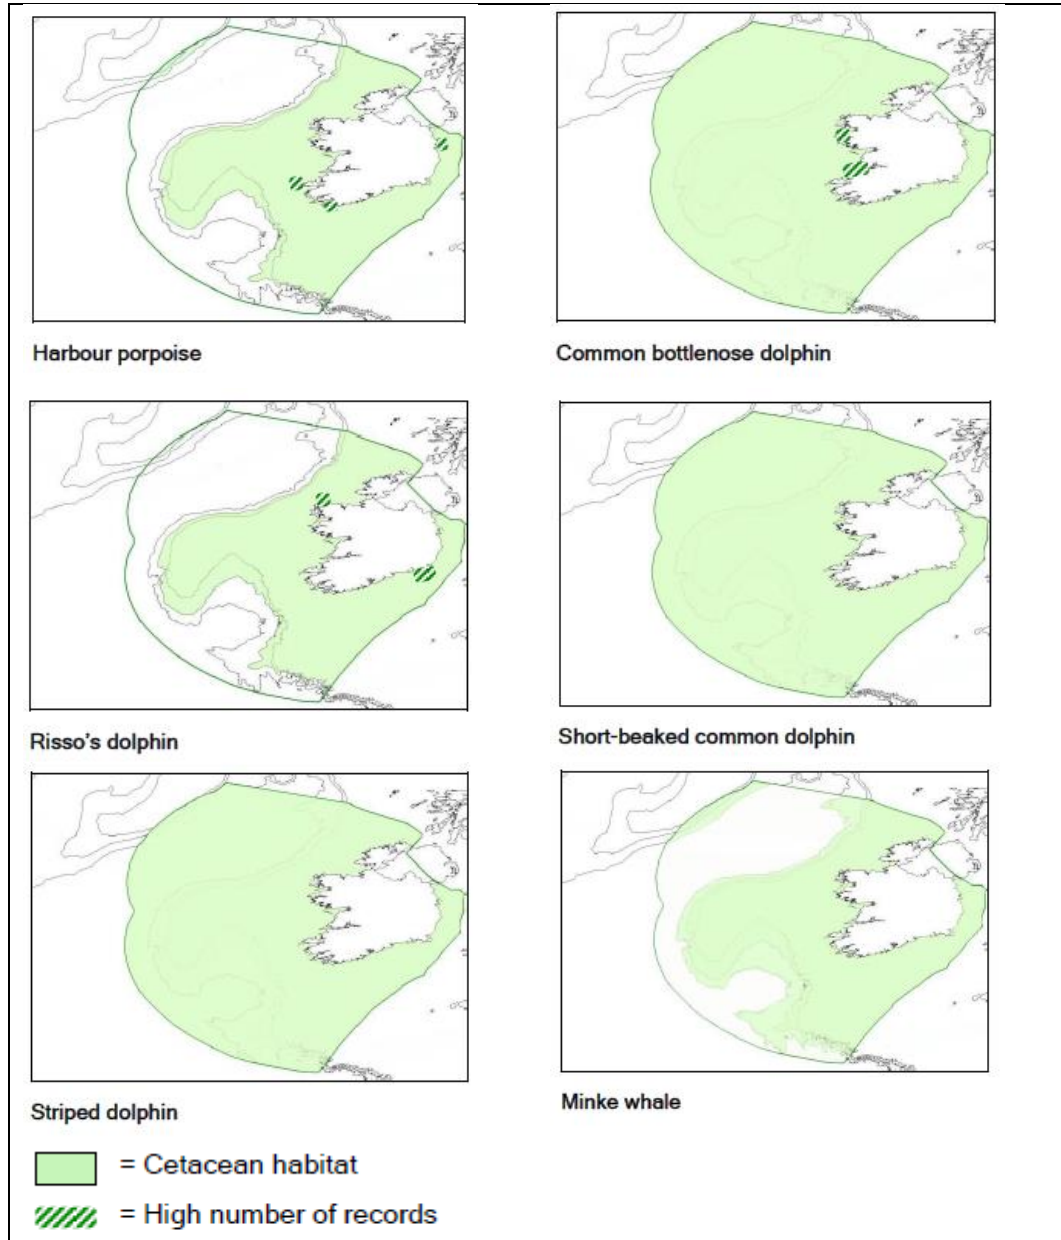 Harbour porpoise
Common bottlenose dolphin
Risso's dolphin
Short-beaked common dolphin
Striped dolphin
Minke whale
= Cetacean habitat
= High number of records